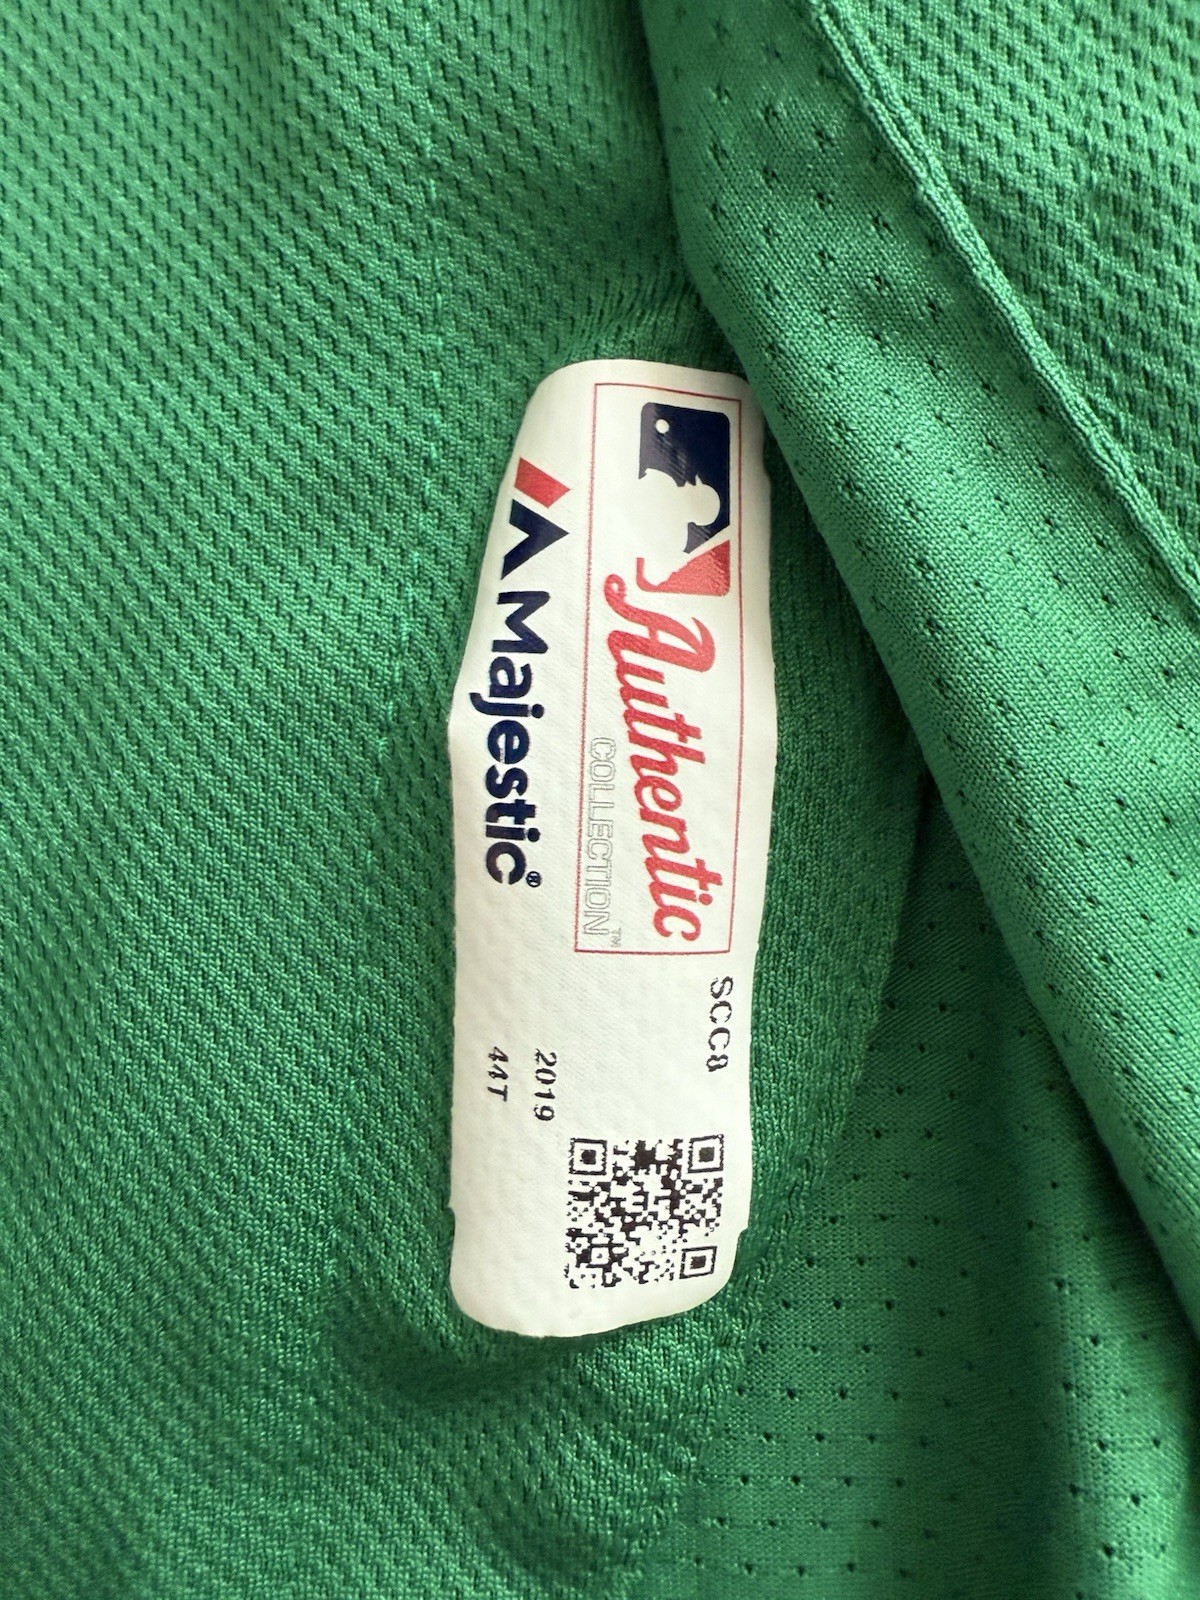 Authentic
COLLECTION™
Majestic®
SCC8
2019
44T